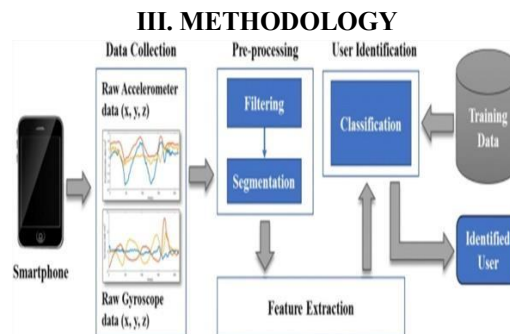 III. METHODOLOGY
Data Collection
Pre-processing
User Identification
Raw Accelerometer
data (x, y, z)
Filtering
Segmentation
Classification
Training
Data
Smartphone
Raw Gyroscope
data (x, y, z)
Feature Extraction
Identified
User